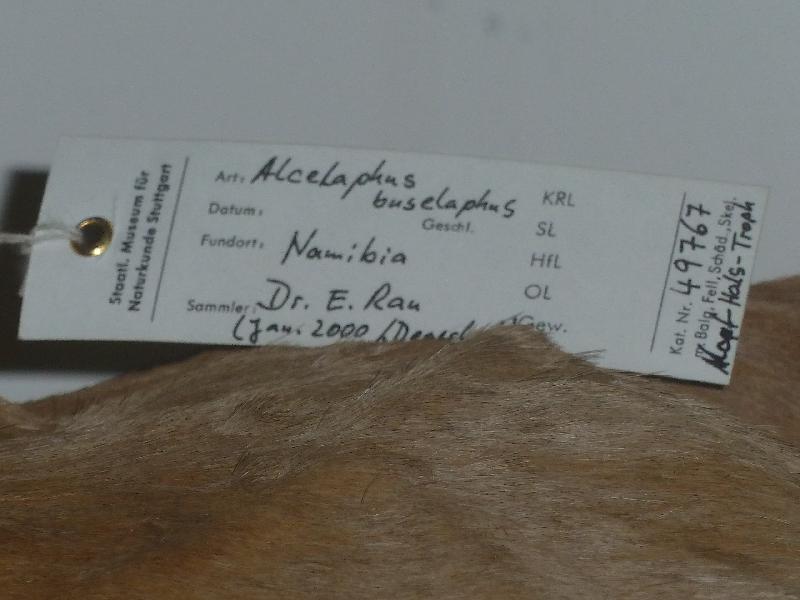 Staatl. Museum für
Naturkunde Stuttgart
Art: Alcelaphus
buselaphus
Datum:
Geschl.
Fundort: Namibia
Sammler: Dr. E. Rau
(Jan. 2000
KRL
SL
HfL
OL
Gew.
Kat. Nr. 49767
Balg, Fell, Schäd., Skel.
Kopf-Hals-Troph